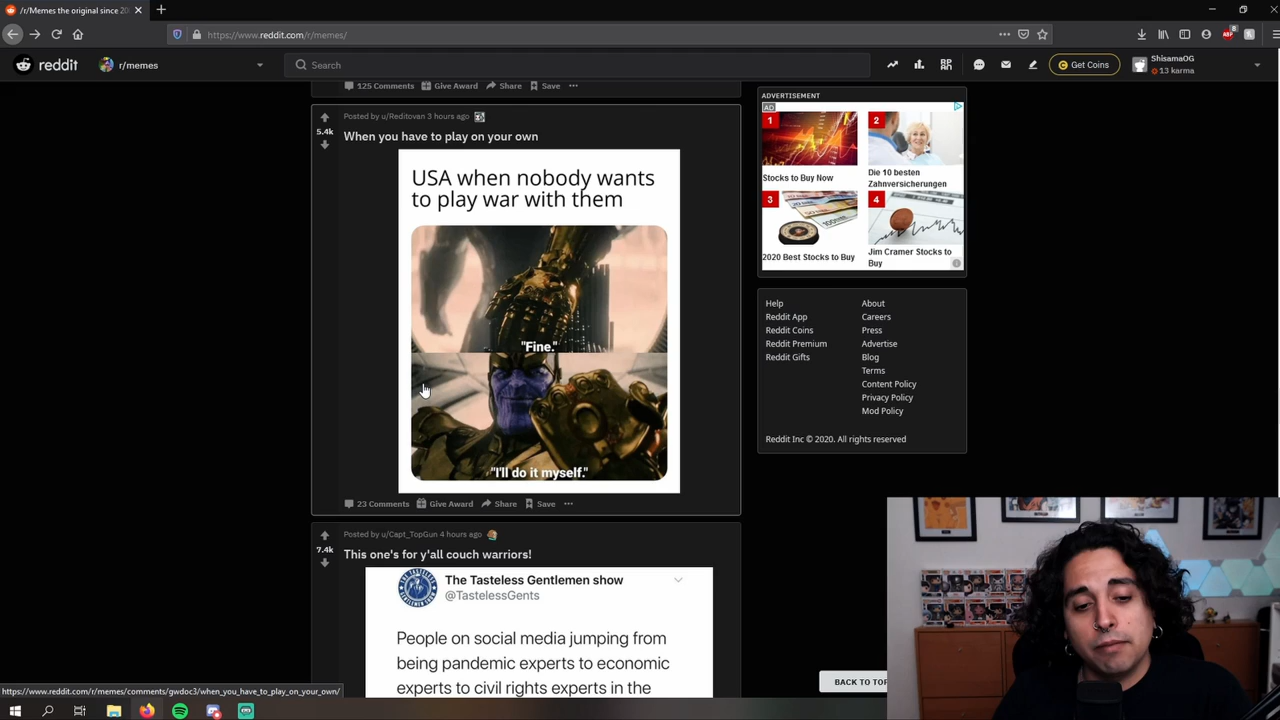 /r/Memes the original since 20
https://www.reddit.com/r/memes/
reddit
r/memes
Search
Get Coins
ShisamaOG
13 karma
125 Comments Give Award Share Save
Posted by u/Reditovan 3 hours ago
5.4k
When you have to play on your own
USA when nobody wants
to play war with them
"Fine."
"I'll do it myself."
23 Comments Give Award Share Save
Posted by u/Capt_TopGun 4 hours ago
7.4k
This one's for y'all couch warriors!
The Tasteless Gentlemen show
@TastelessGents
People on social media jumping from
being pandemic experts to economic
experts to civil rights experts in the
ADVERTISEMENT
AD
1
Stocks to Buy Now
2
Die 10 besten
Zahnversicherungen
3
2020 Best Stocks to Buy
4
Jim Cramer Stocks to
Buy
Help
Reddit App
Reddit Coins
Reddit Premium
Reddit Gifts
About
Careers
Press
Advertise
Blog
Terms
Content Policy
Privacy Policy
Mod Policy
Reddit Inc © 2020. All rights reserved
BACK TO TOP
https://www.reddit.com/r/memes/comments/gwdoc3/when_you_have_to_play_on_your_own/